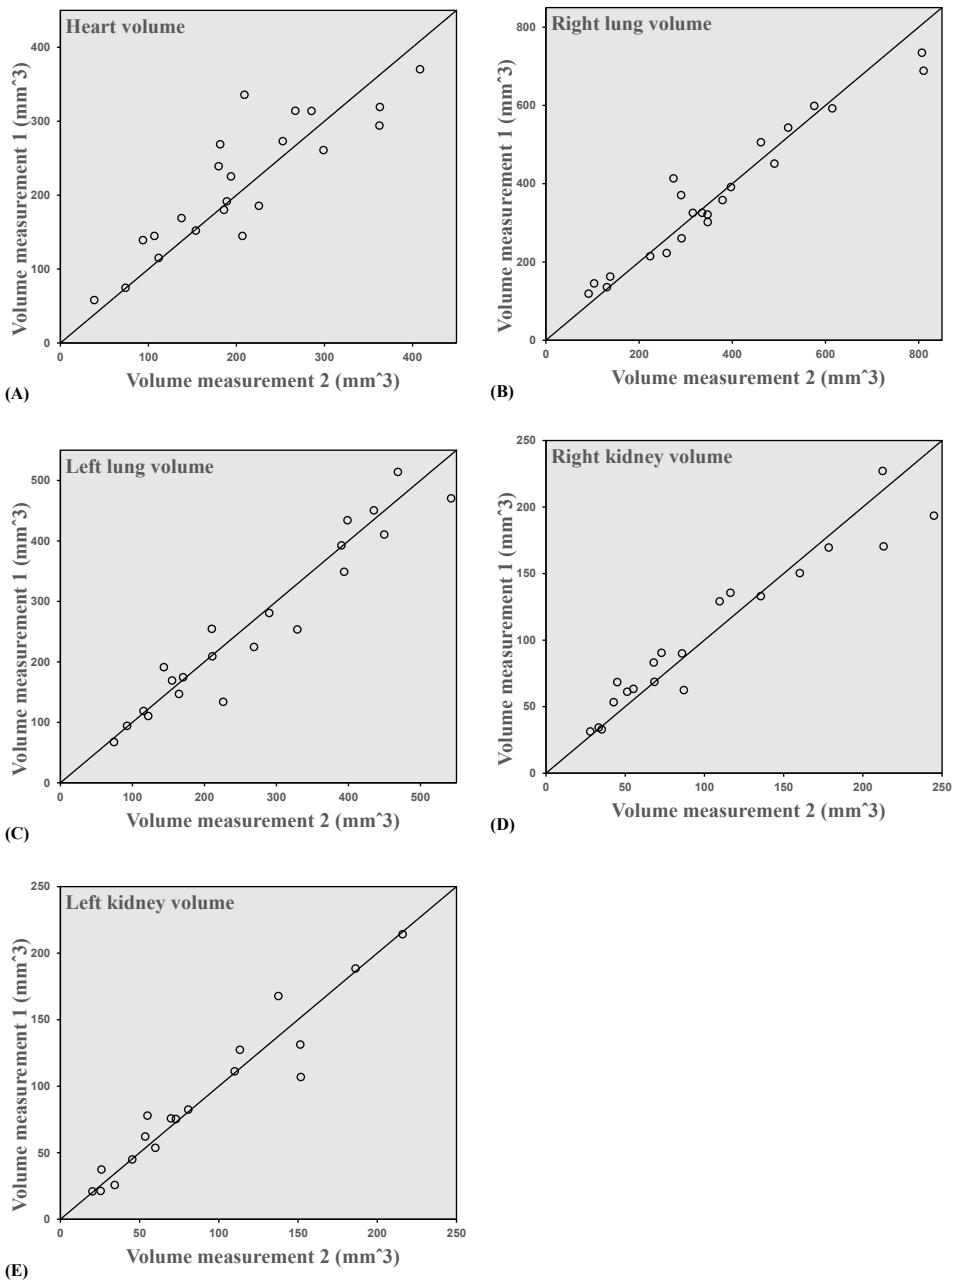 Heart volume
Volume measurement 1 (mm^3)
400
300
200
100
0
0 100 200 300 400
Volume measurement 2 (mm^3)
(A)
Right lung volume
Volume measurement 1 (mm^3)
800
600
400
200
0
0 200 400 600 800
Volume measurement 2 (mm^3)
(B)
Left lung volume
Volume measurement 1 (mm^3)
500
400
300
200
100
0
0 100 200 300 400 500
Volume measurement 2 (mm^3)
(C)
Right kidney volume
Volume measurement 1 (mm^3)
250
200
150
100
50
0
0 50 100 150 200 250
Volume measurement 2 (mm^3)
(D)
Left kidney volume
Volume measurement 1 (mm^3)
250
200
150
100
50
0
0 50 100 150 200 250
Volume measurement 2 (mm^3)
(E)